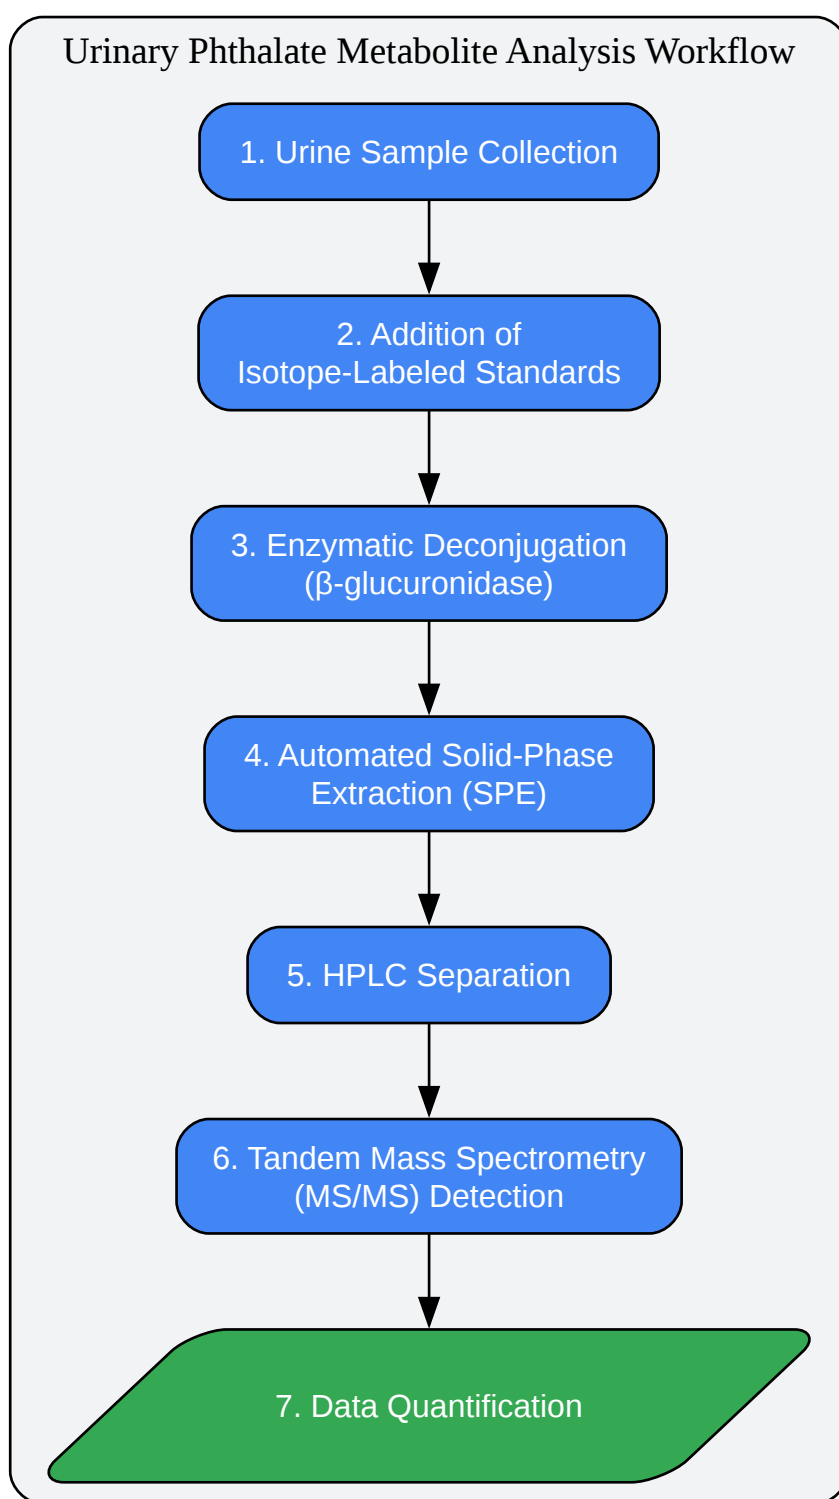 Urinary Phthalate Metabolite Analysis Workflow
1. Urine Sample Collection
2. Addition of
Isotope-Labeled Standards
3. Enzymatic Deconjugation
(β-glucuronidase)
4. Automated Solid-Phase
Extraction (SPE)
5. HPLC Separation
6. Tandem Mass Spectrometry
(MS/MS) Detection
7. Data Quantification